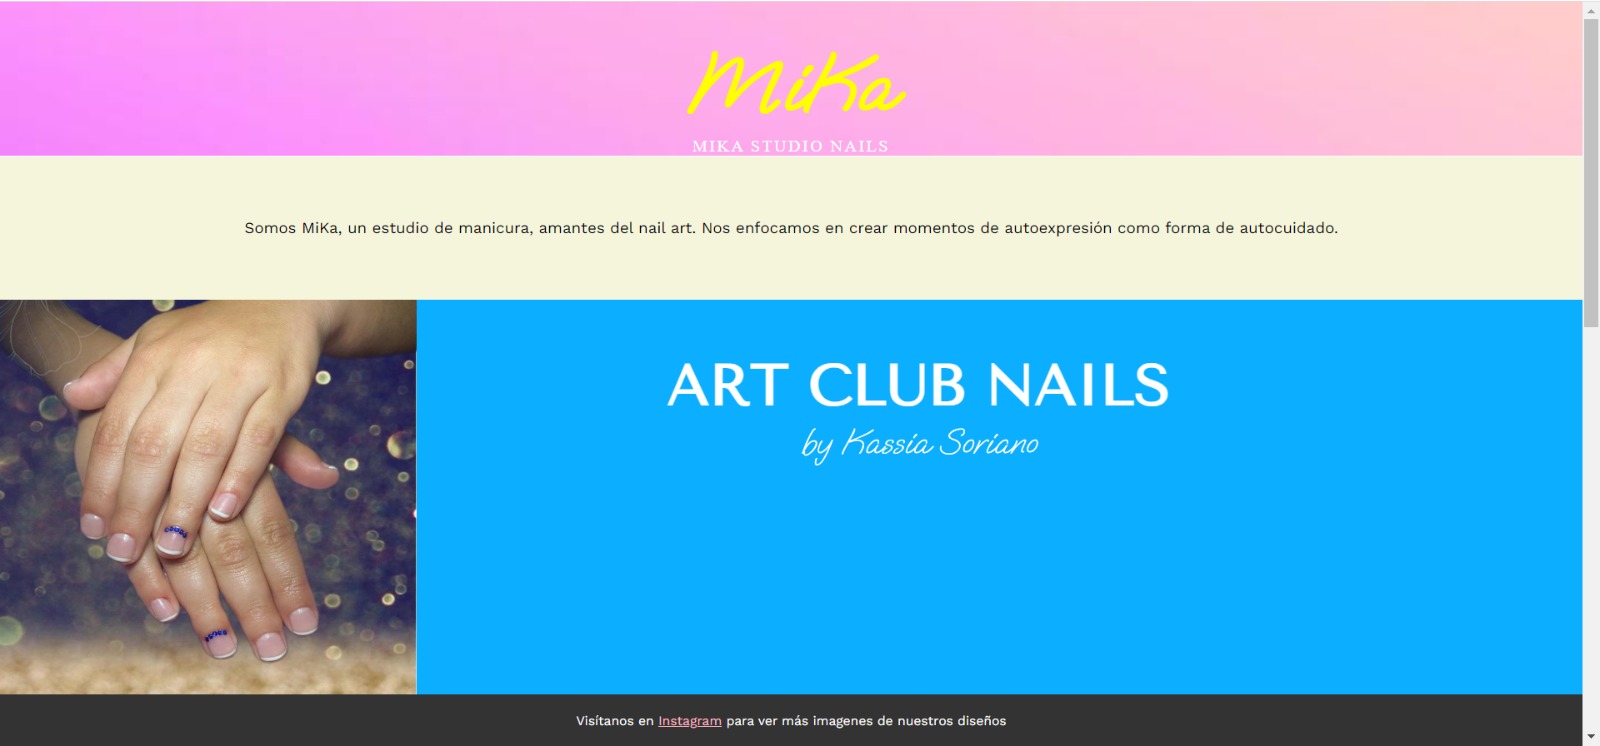 MiKa
MIKA STUDIO NAILS
Somos MiKa, un estudio de manicura, amantes del nail art. Nos enfocamos en crear momentos de autoexpresión como forma de autocuidado.
ART CLUB NAILS
by Kassia Soriano
Visítanos en Instagram para ver más imagenes de nuestros diseños